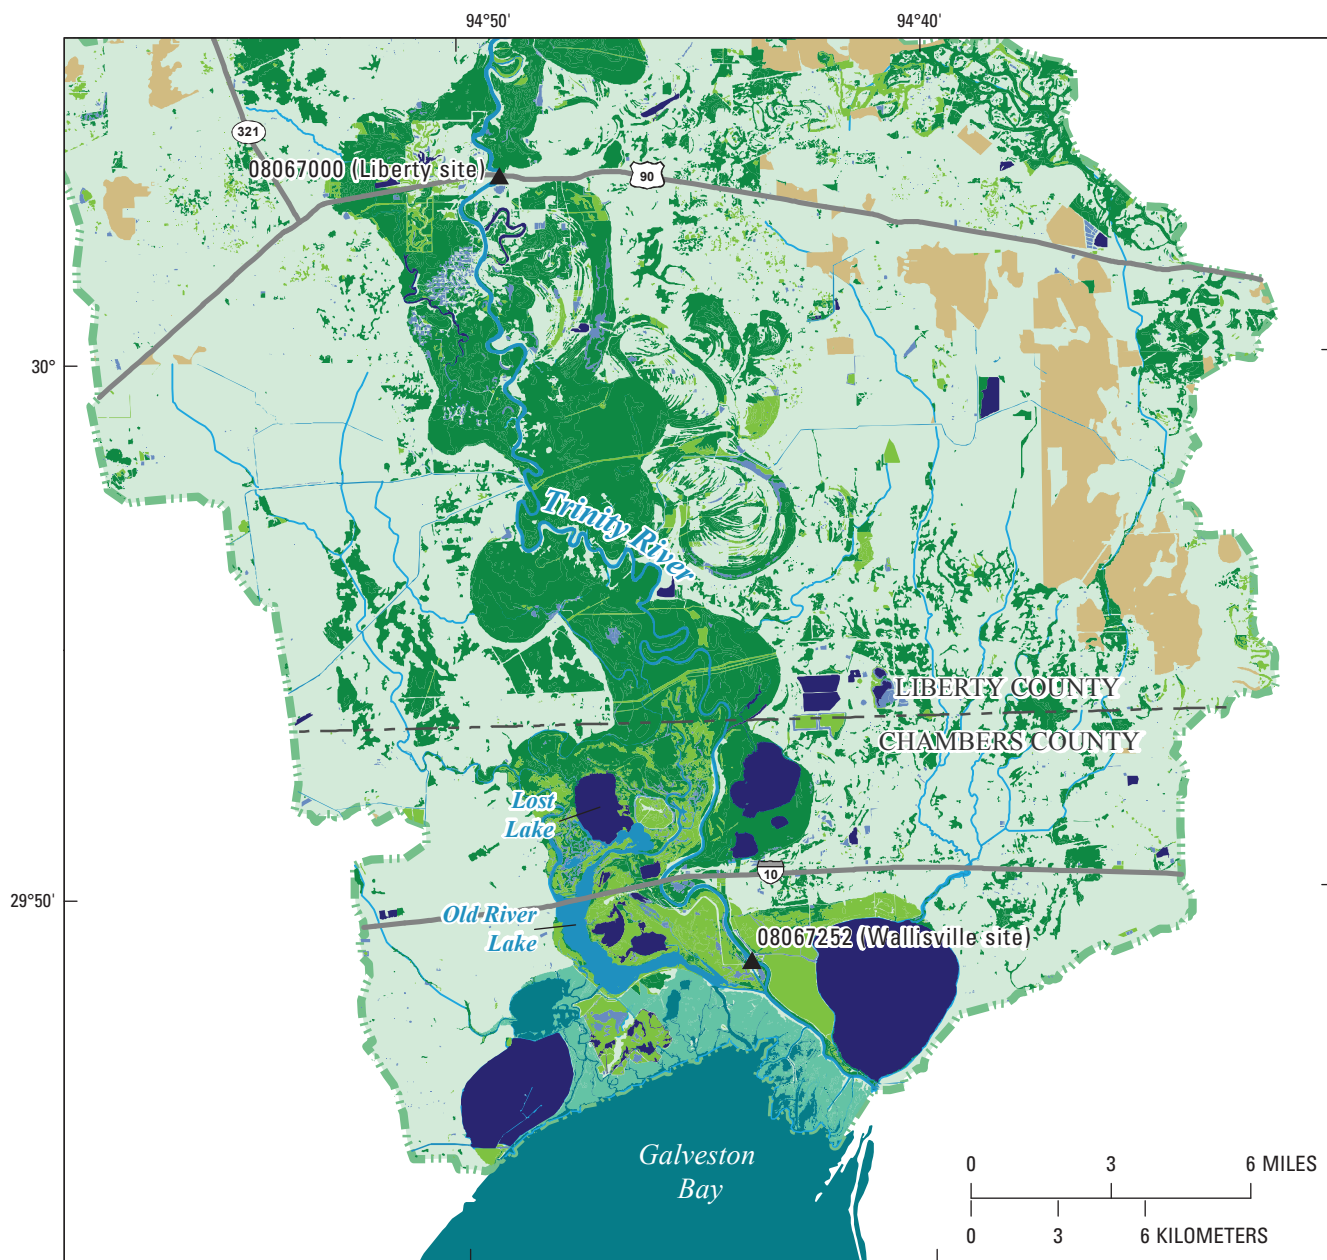 94°50'
94°40'
321
08067000 (Liberty site)
90
30°
Trinity River
LIBERTY COUNTY
CHAMBERS COUNTY
Lost
Lake
10
29°50'
Old River
Lake
08067252 (Wallisville site)
Galveston
Bay
0 3 6 MILES
0 3 6 KILOMETERS